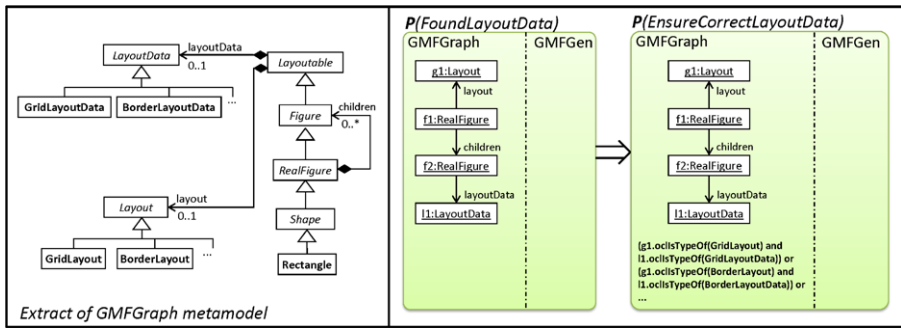 layoutData
LayoutData
0..1
Layoutable
GridLayoutData
BorderLayoutData
...
children
Figure
0..*
RealFigure
layout
Layout
0..1
Shape
GridLayout
BorderLayout
...
Rectangle
Extract of GMFGraph metamodel
P(FoundLayoutData)
GMFGraph
GMFGen
g1:Layout
layout
f1:RealFigure
children
f2:RealFigure
layoutData
l1:LayoutData
P(EnsureCorrectLayoutData)
GMFGraph
GMFGen
g1:Layout
layout
f1:RealFigure
children
f2:RealFigure
layoutData
l1:LayoutData
(g1.oclIsTypeOf(GridLayout) and
l1.oclIsTypeOf(GridLayoutData)) or
(g1.oclIsTypeOf(BorderLayout) and
l1.oclIsTypeOf(BorderLayoutData)) or
...